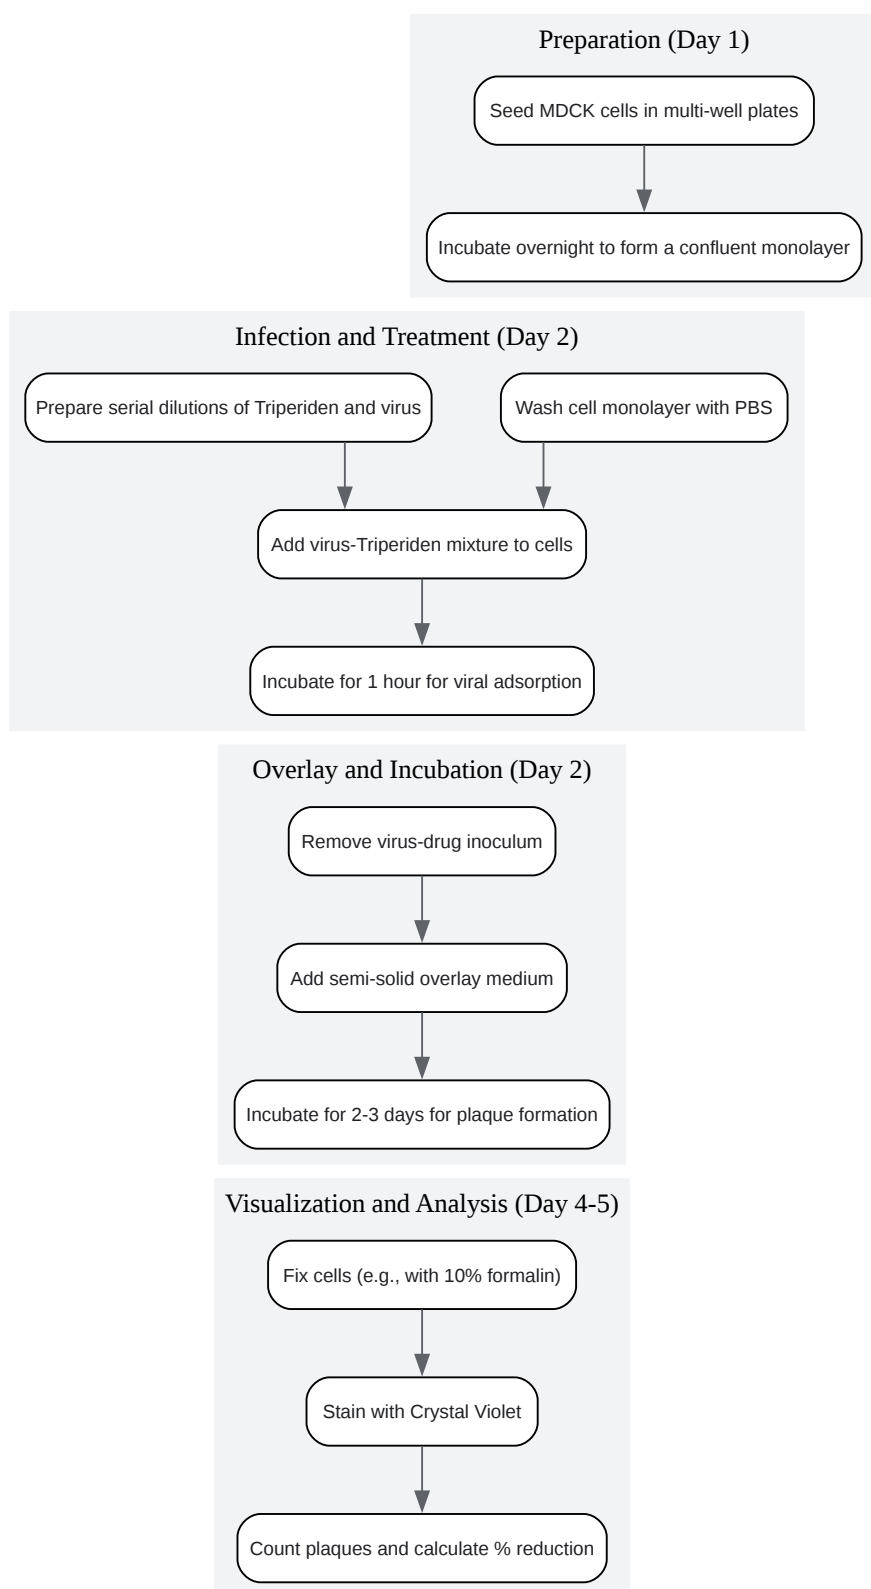 Preparation (Day 1)
Seed MDCK cells in multi-well plates
Incubate overnight to form a confluent monolayer
Infection and Treatment (Day 2)
Prepare serial dilutions of Triperiden and virus
Wash cell monolayer with PBS
Add virus-Triperiden mixture to cells
Incubate for 1 hour for viral adsorption
Overlay and Incubation (Day 2)
Remove virus-drug inoculum
Add semi-solid overlay medium
Incubate for 2-3 days for plaque formation
Visualization and Analysis (Day 4-5)
Fix cells (e.g., with 10% formalin)
Stain with Crystal Violet
Count plaques and calculate % reduction